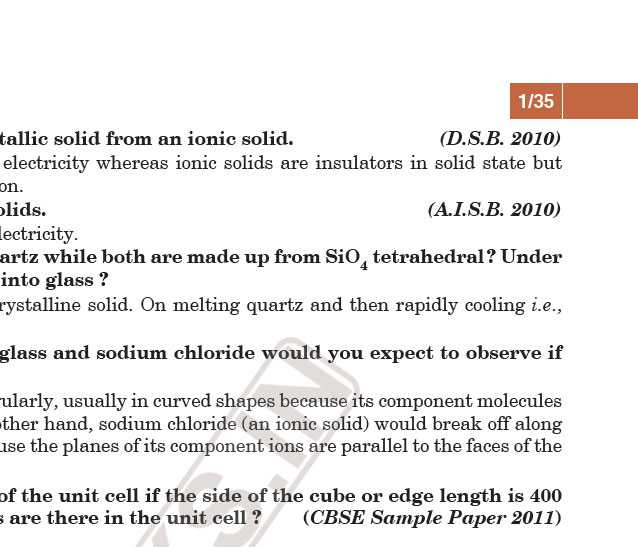 1/35
tallic solid from an ionic solid. (D.S.B. 2010)
electricity whereas ionic solids are insulators in solid state but
on.
olids. (A.I.S.B. 2010)
lectricity.
artz while both are made up from SiO4 tetrahedral? Under
into glass ?
rystalline solid. On melting quartz and then rapidly cooling i.e.,
glass and sodium chloride would you expect to observe if
ularly, usually in curved shapes because its component molecules
other hand, sodium chloride (an ionic solid) would break off along
use the planes of its component ions are parallel to the faces of the
of the unit cell if the side of the cube or edge length is 400
s are there in the unit cell ? (CBSE Sample Paper 2011)
KS.IN